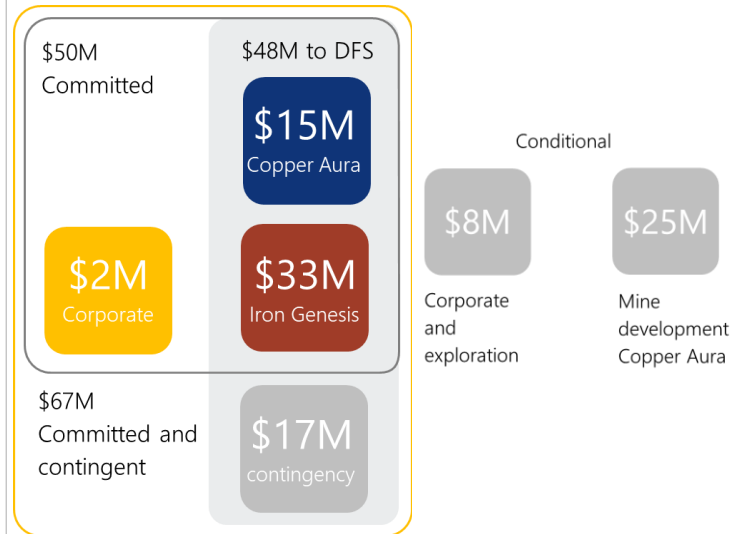 $50M
Committed
$48M to DFS
$15M
Copper Aura
$2M
Corporate
$33M
Iron Genesis
$67M
Committed and
contingent
$17M
contingency
Conditional
$8M
Corporate
and
exploration
$25M
Mine
development
Copper Aura